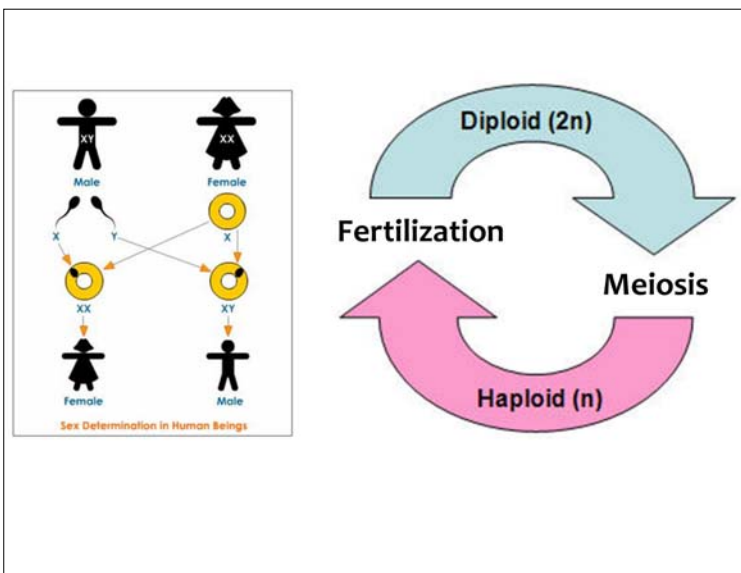 XY
XX
Male
Female
X
Y
X
XX
XY
Female
Male
Sex Determination in Human Beings
Diploid (2n)
Fertilization
Meiosis
Haploid (n)